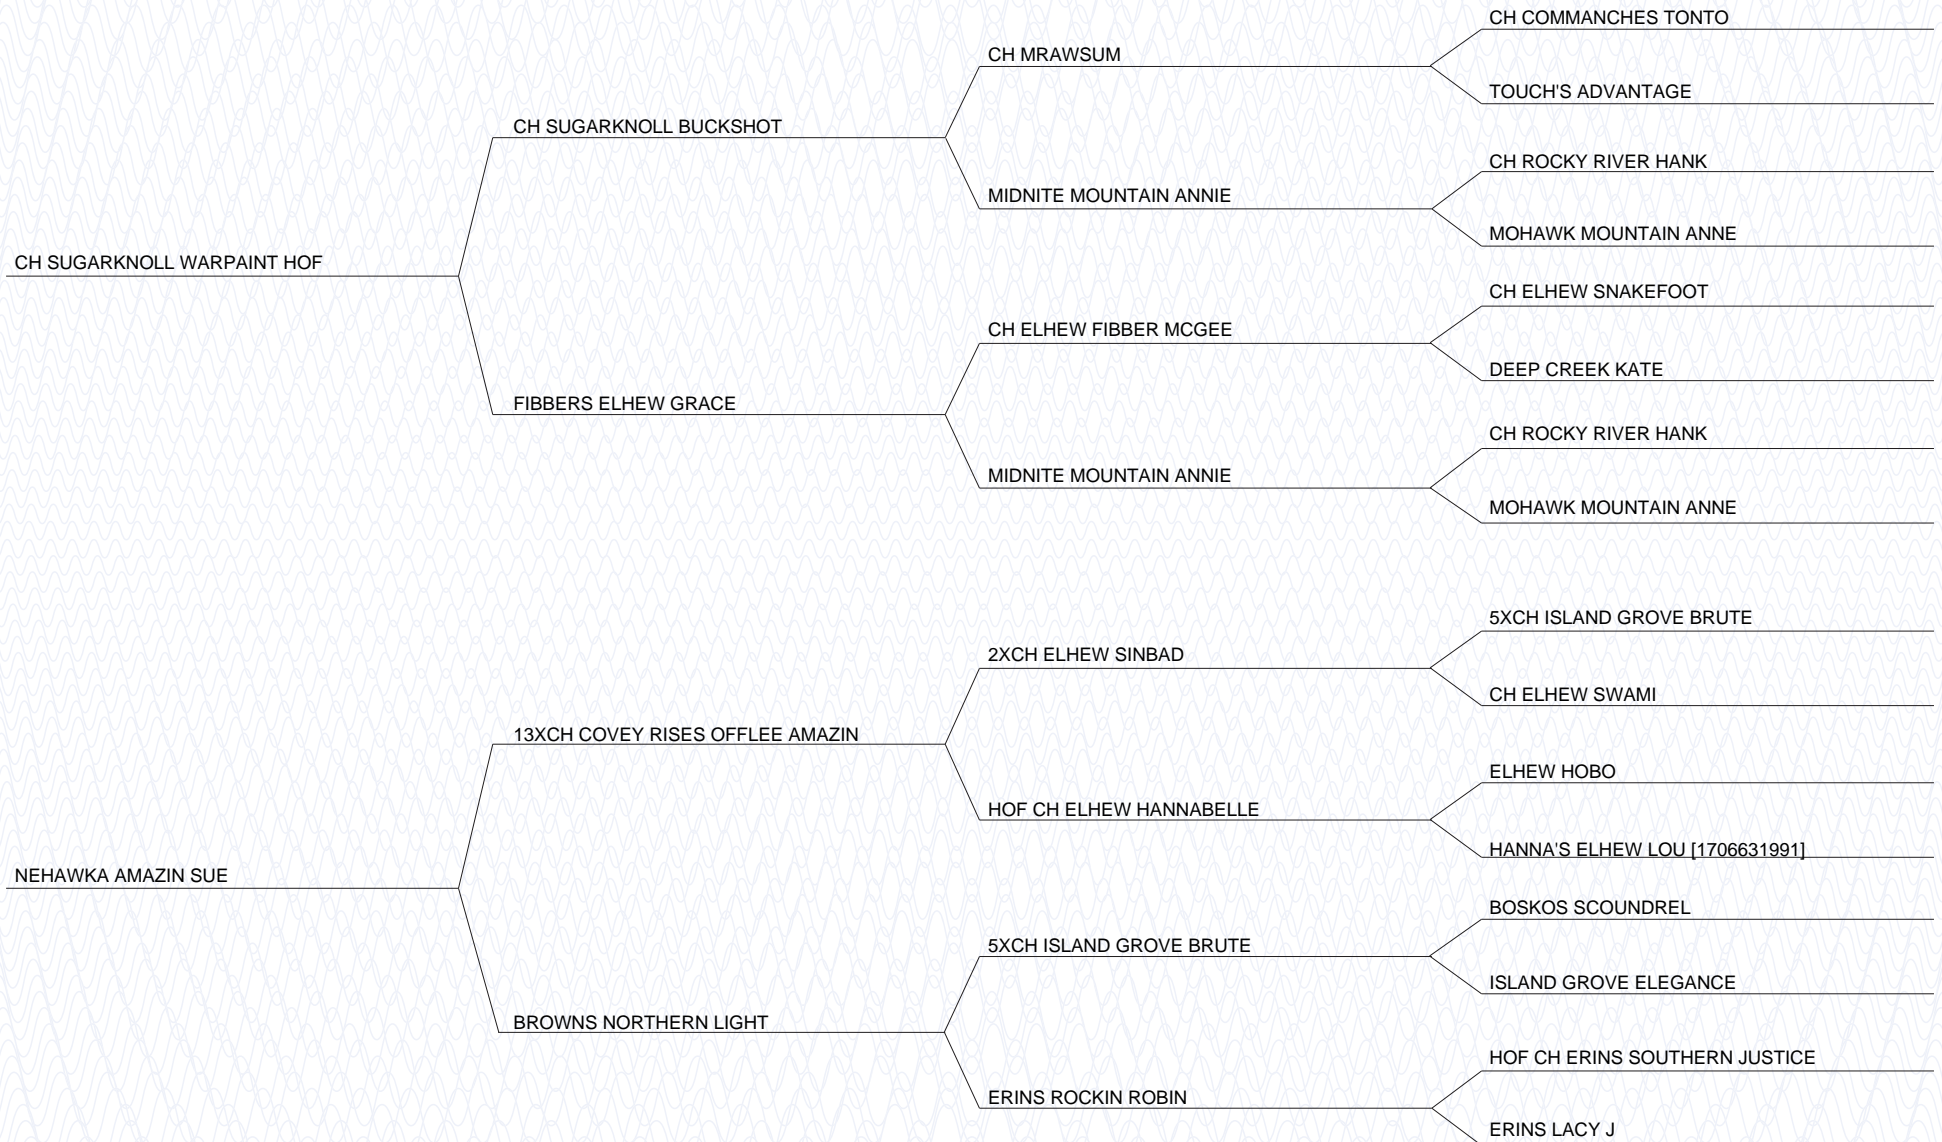 CH COMMANCHES TONTO
CH MRAWSUM
TOUCH'S ADVANTAGE
CH SUGARKNOLL BUCKSHOT
CH ROCKY RIVER HANK
MIDNITE MOUNTAIN ANNIE
MOHAWK MOUNTAIN ANNE
CH SUGARKNOLL WARPAINT HOF
CH ELHEW SNAKEFOOT
CH ELHEW FIBBER MCGEE
DEEP CREEK KATE
FIBBERS ELHEW GRACE
CH ROCKY RIVER HANK
MIDNITE MOUNTAIN ANNIE
MOHAWK MOUNTAIN ANNE
5XCH ISLAND GROVE BRUTE
2XCH ELHEW SINBAD
CH ELHEW SWAMI
13XCH COVEY RISES OFFLEE AMAZIN
ELHEW HOBO
HOF CH ELHEW HANNABELLE
HANNA'S ELHEW LOU [1706631991]
NEHAWKA AMAZIN SUE
BOSKOS SCOUNDREL
5XCH ISLAND GROVE BRUTE
ISLAND GROVE ELEGANCE
BROWNS NORTHERN LIGHT
HOF CH ERINS SOUTHERN JUSTICE
ERINS ROCKIN ROBIN
ERINS LACY J